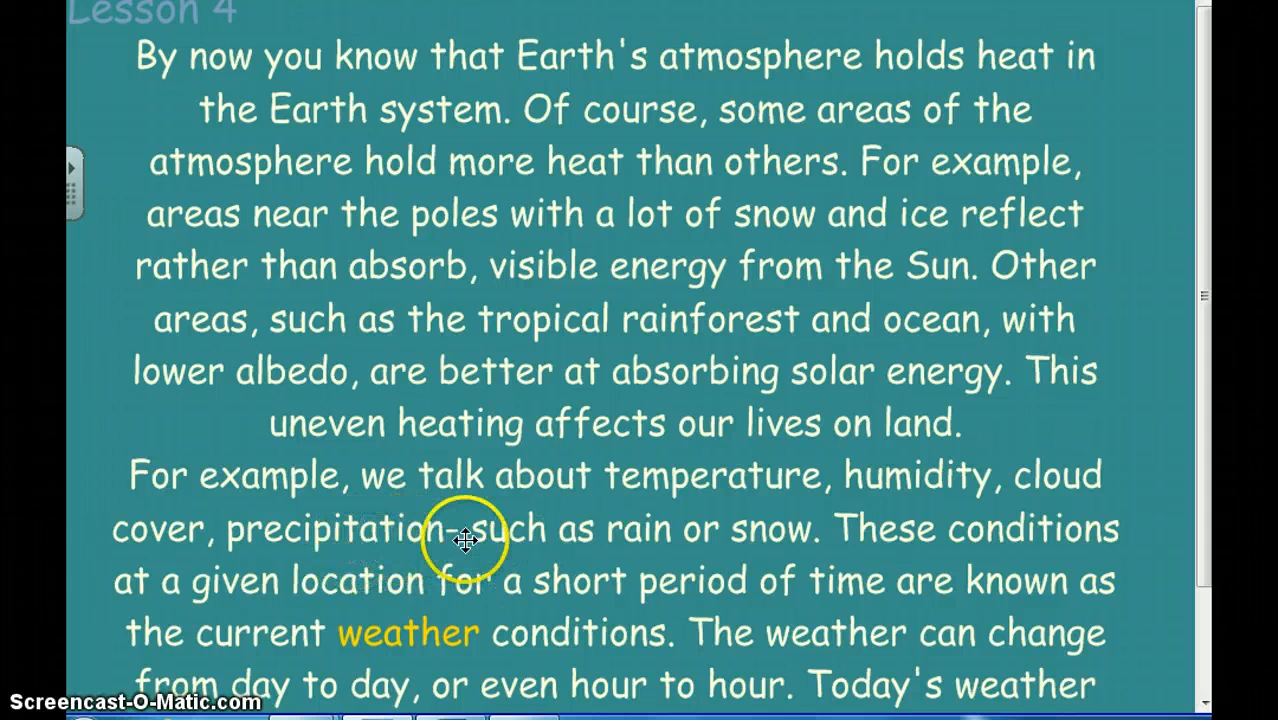 Lesson 4
By now you know that Earth's atmosphere holds heat in
the Earth system. Of course, some areas of the
atmosphere hold more heat than others. For example,
areas near the poles with a lot of snow and ice reflect
rather than absorb, visible energy from the Sun. Other
areas, such as the tropical rainforest and ocean, with
lower albedo, are better at absorbing solar energy. This
uneven heating affects our lives on land.
For example, we talk about temperature, humidity, cloud
cover, precipitation- such as rain or snow. These conditions
at a given location for a short period of time are known as
the current weather conditions. The weather can change
from day to day, or even hour to hour. Today's weather
Screencast-O-Matic.com